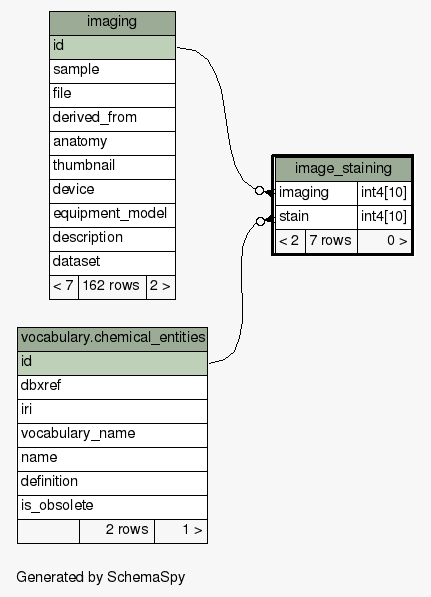 imaging
id
sample
file
derived_from
anatomy
thumbnail
device
equipment_model
description
dataset
< 7 162 rows 2 >
image_staining
imaging int4[10]
stain int4[10]
< 2 7 rows 0 >
vocabulary.chemical_entities
id
dbxref
iri
vocabulary_name
name
definition
is_obsolete
2 rows 1 >
Generated by SchemaSpy